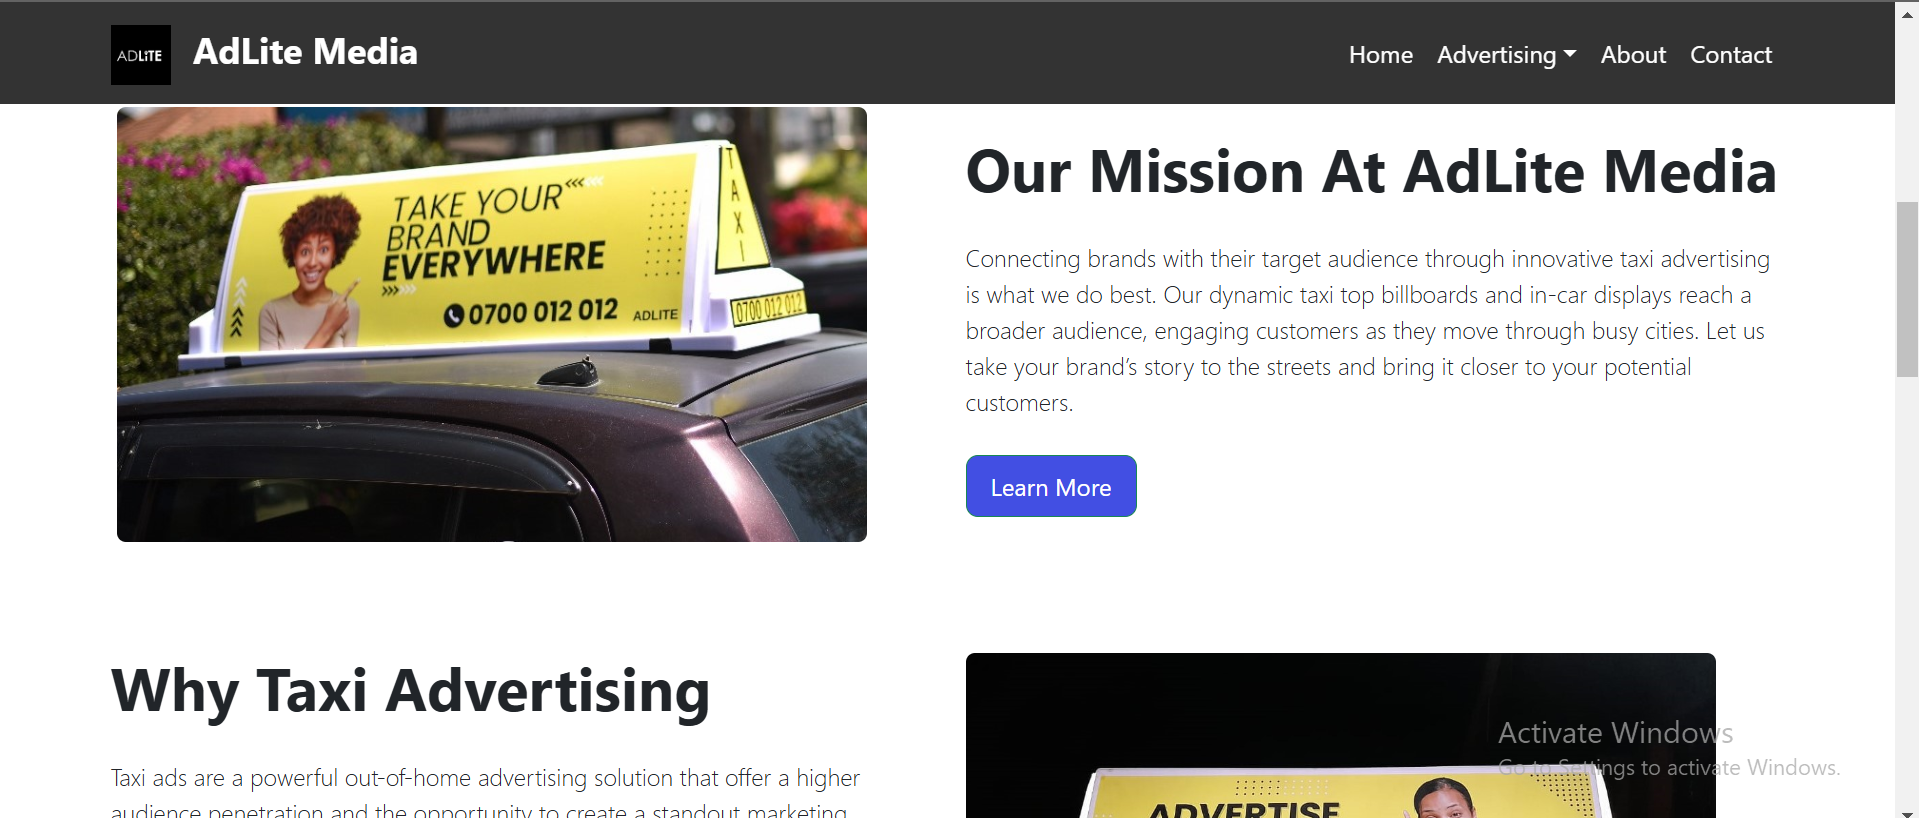 ADLiTE
AdLite Media
Home
Advertising
About
Contact
TAKE YOUR
BRAND
EVERYWHERE
0700 012 012
ADLITE
TAXI
0700 012 012
Our Mission At AdLite Media
Connecting brands with their target audience through innovative taxi advertising
is what we do best. Our dynamic taxi top billboards and in-car displays reach a
broader audience, engaging customers as they move through busy cities. Let us
take your brand’s story to the streets and bring it closer to your potential
customers.
Learn More
Why Taxi Advertising
Taxi ads are a powerful out-of-home advertising solution that offer a higher
audience penetration and the opportunity to create a standout marketing
ADVERTISE
Activate Windows
Go to Settings to activate Windows.